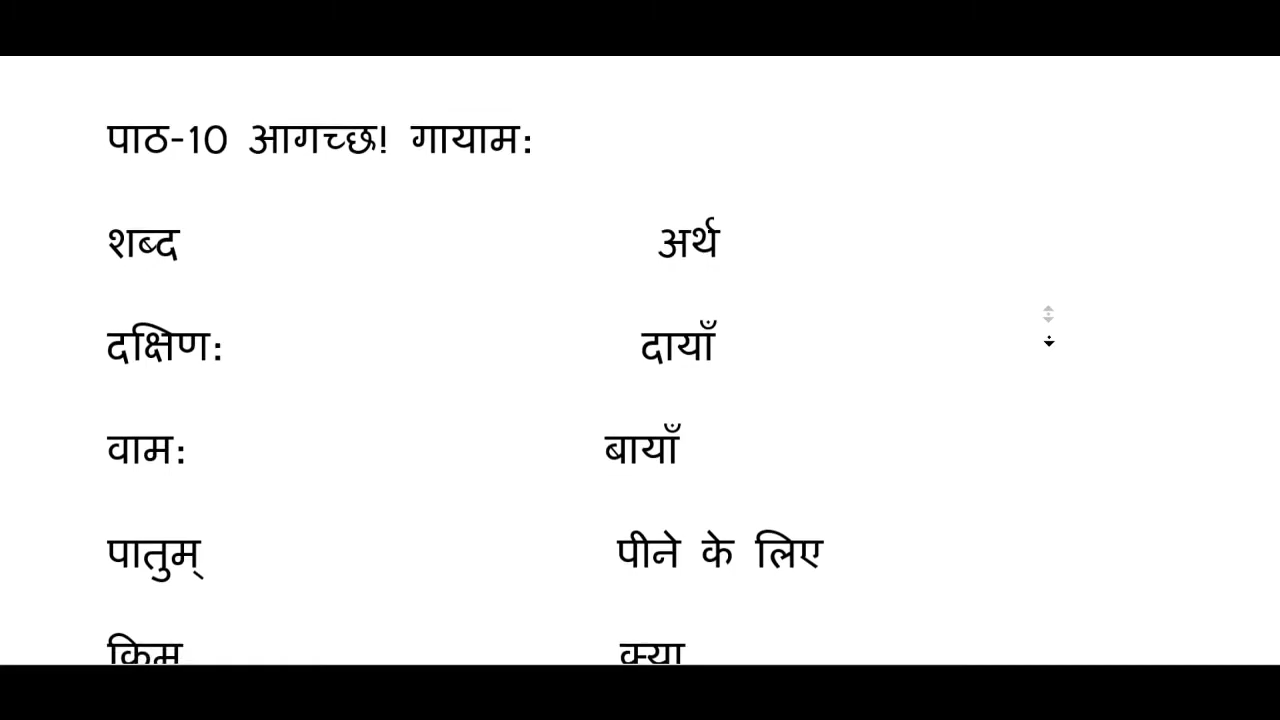 पाठ-10 आगच्छ! गायाम:
शब्द अर्थ
दक्षिण: दायाँ
वाम: बायाँ
पातुम् पीने के लिए
क्या